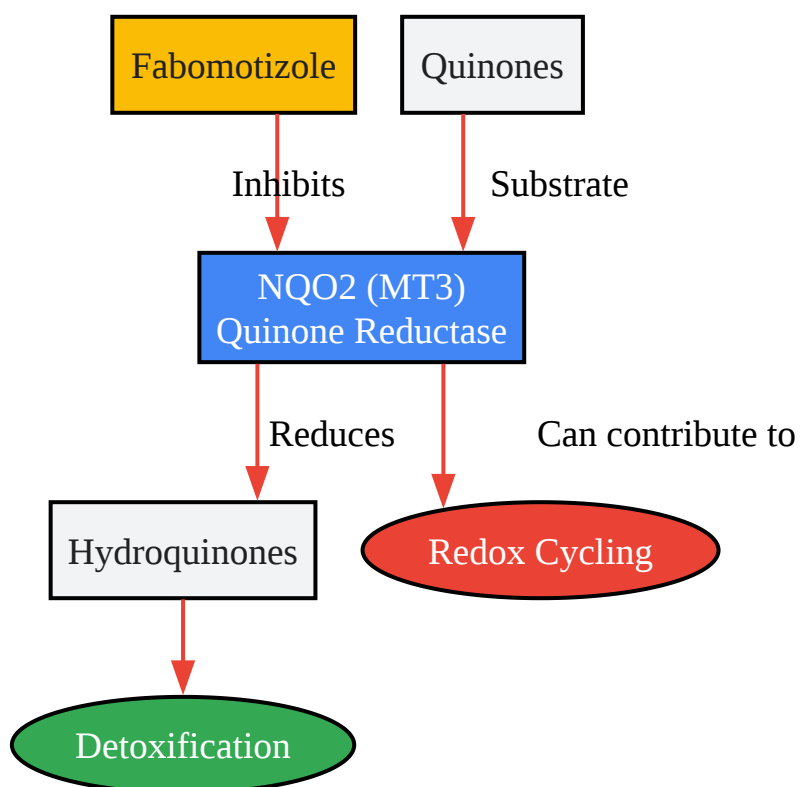 Fabomotizole
Quinones
Inhibits
Substrate
NQO2 (MT3)
Quinone Reductase
Reduces
Can contribute to
Hydroquinones
Redox Cycling
Detoxification